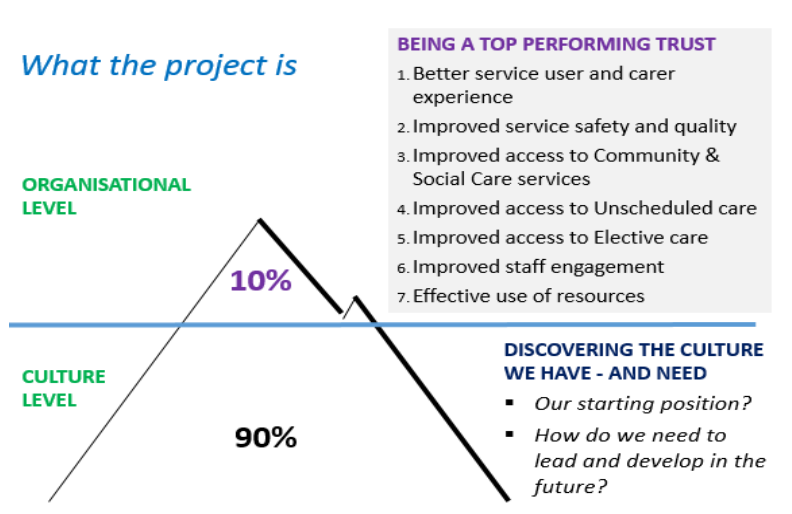 What the project is
BEING A TOP PERFORMING TRUST
1. Better service user and carer
experience
2. Improved service safety and quality
3. Improved access to Community &
Social Care services
4. Improved access to Unscheduled care
5. Improved access to Elective care
6. Improved staff engagement
7. Effective use of resources
ORGANISATIONAL
LEVEL
10%
CULTURE
LEVEL
90%
DISCOVERING THE CULTURE
WE HAVE - AND NEED
▪ Our starting position?
▪ How do we need to
lead and develop in the
future?